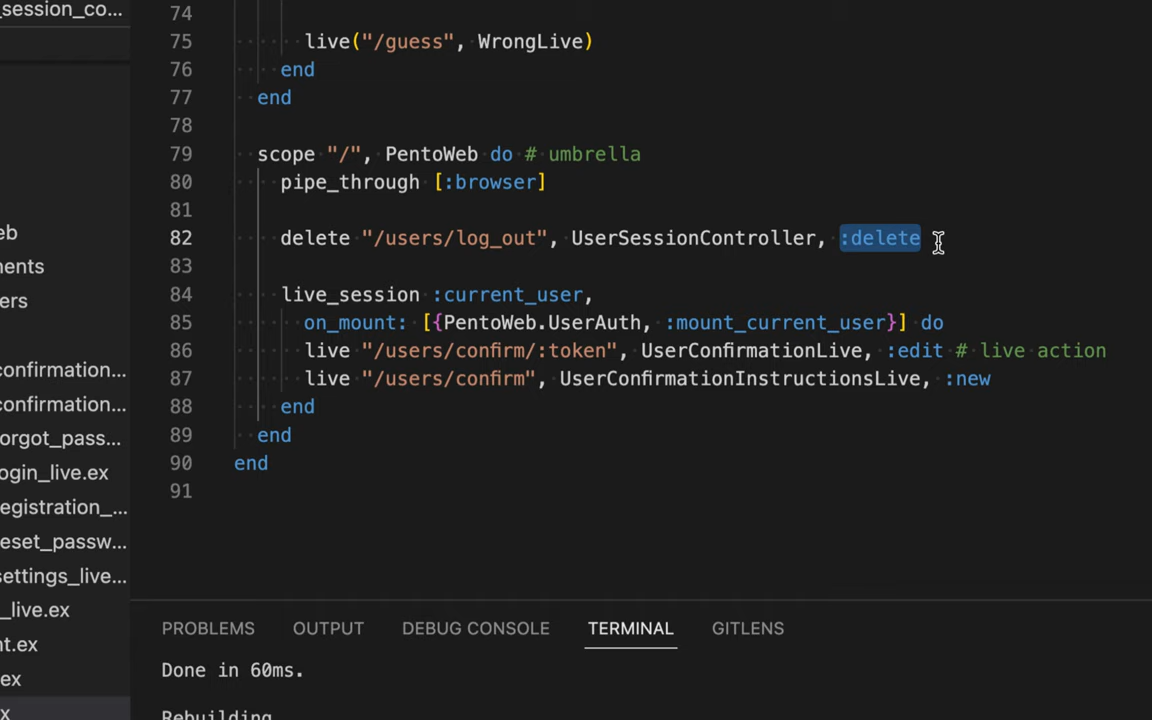 _session_co...
eb
nents
ers
confirmation...
confirmation...
orgot_pass...
ogin_live.ex
egistration_...
eset_passw...
settings_live...
_live.ex
nt.ex
ex
x
74
75 live("/guess", WrongLive)
76 end
77 end
78
79 scope "/", PentoWeb do # umbrella
80 pipe_through [:browser]
81
82 delete "/users/log_out", UserSessionController, :delete
83
84 live_session :current_user,
85 on_mount: [{PentoWeb.UserAuth, :mount_current_user}] do
86 live "/users/confirm/:token", UserConfirmationLive, :edit # live action
87 live "/users/confirm", UserConfirmationInstructionsLive, :new
88 end
89 end
90 end
91
PROBLEMS OUTPUT DEBUG CONSOLE TERMINAL GITLENS
Done in 60ms.
Rebuilding